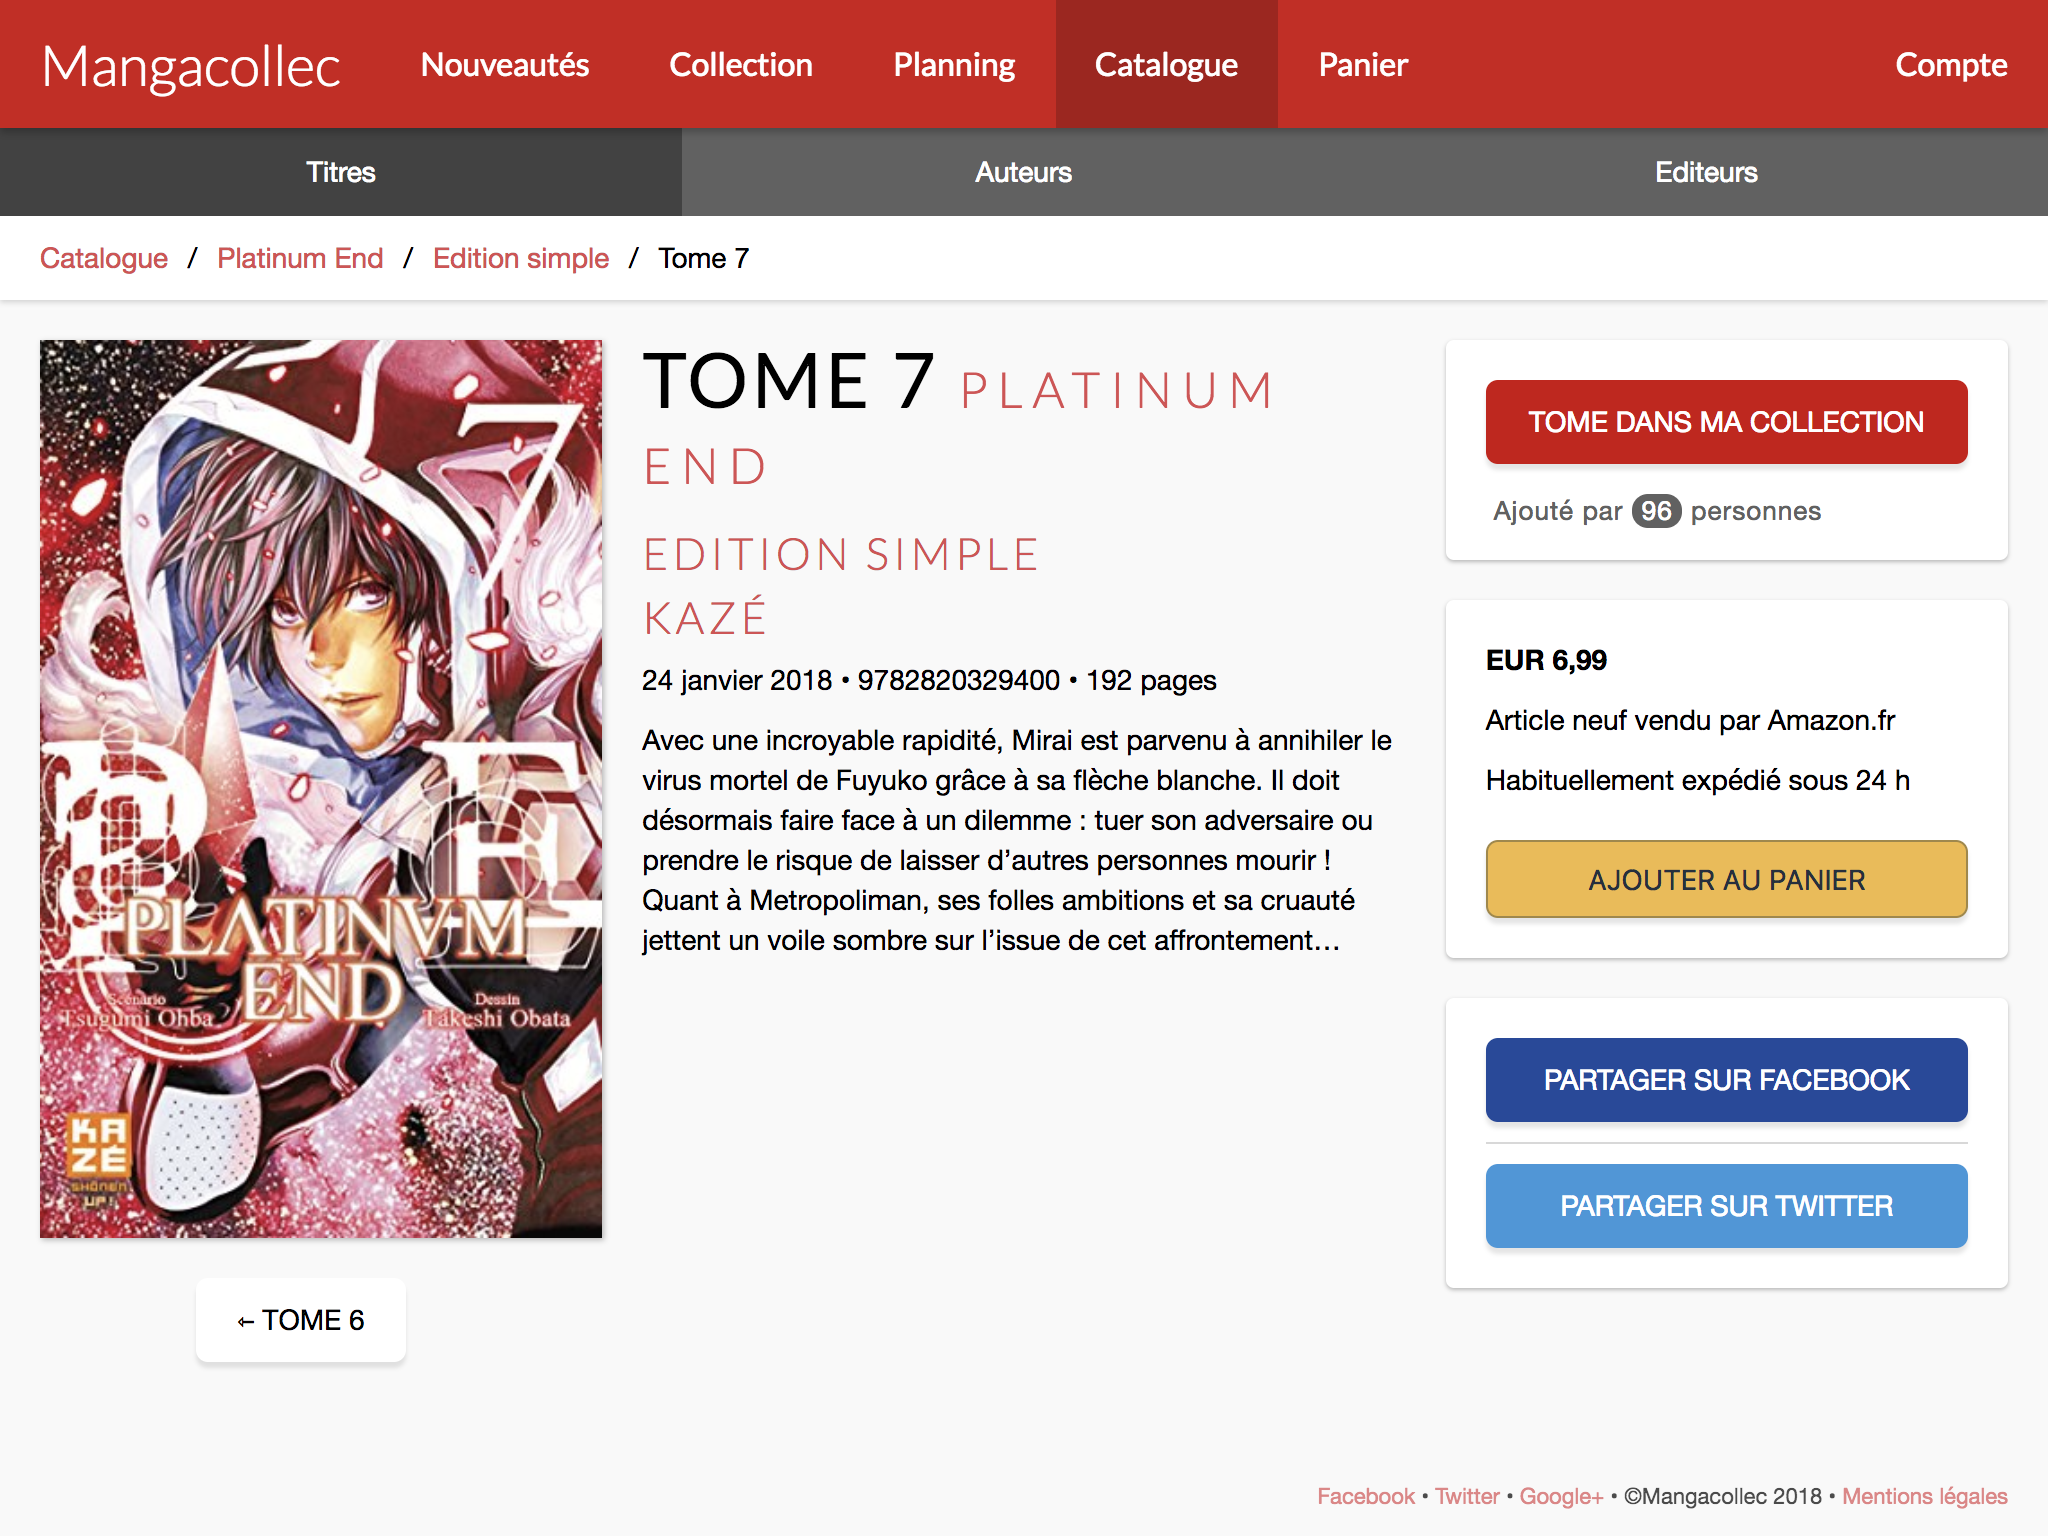 Mangacollec
Nouveautés
Collection
Planning
Catalogue
Panier
Compte
Titres
Auteurs
Editeurs
Catalogue / Platinum End / Edition simple / Tome 7
7
P E
PLATINVM
END
Scénario
Tsugumi Ohba
Dessin
Takeshi Obata
KAZÉ
SHÔNEN
UP !
← TOME 6
TOME 7 PLATINUM
END
EDITION SIMPLE
KAZÉ
24 janvier 2018 • 9782820329400 • 192 pages
Avec une incroyable rapidité, Mirai est parvenu à annihiler le
virus mortel de Fuyuko grâce à sa flèche blanche. Il doit
désormais faire face à un dilemme : tuer son adversaire ou
prendre le risque de laisser d’autres personnes mourir !
Quant à Metropoliman, ses folles ambitions et sa cruauté
jettent un voile sombre sur l’issue de cet affrontement…
TOME DANS MA COLLECTION
Ajouté par 96 personnes
EUR 6,99
Article neuf vendu par Amazon.fr
Habituellement expédié sous 24 h
AJOUTER AU PANIER
PARTAGER SUR FACEBOOK
PARTAGER SUR TWITTER
Facebook • Twitter • Google+ • ©Mangacollec 2018 • Mentions légales